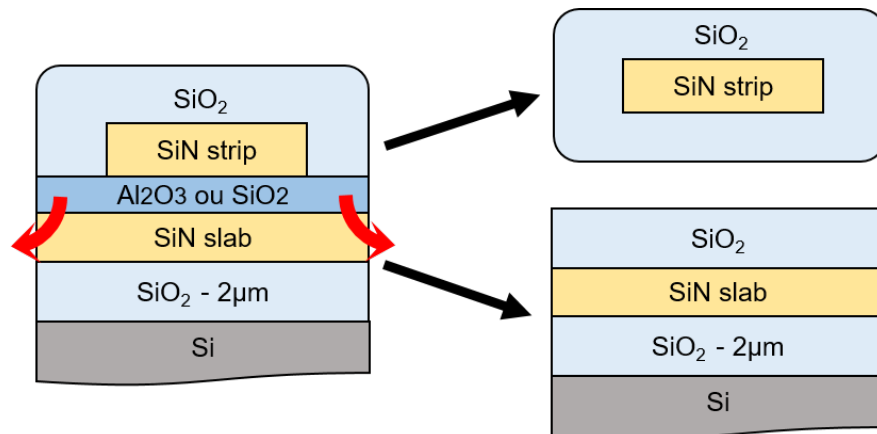 SiO₂
SiN strip
Al2O3 ou SiO2
SiN slab
SiO₂ - 2µm
Si
SiO₂
SiN strip
SiO₂
SiN slab
SiO₂ - 2µm
Si